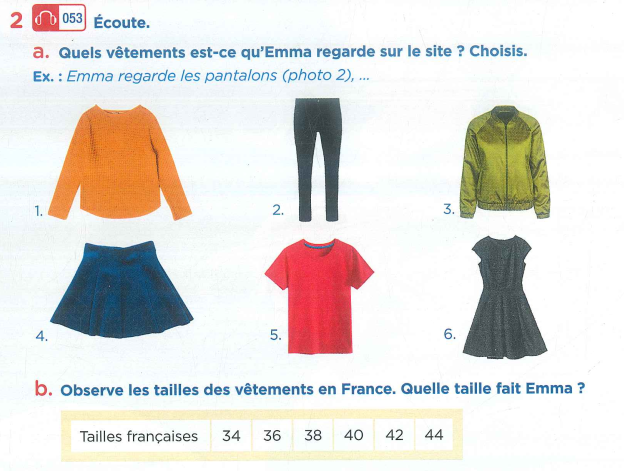 2 053 Écoute.
a. Quels vêtements est-ce qu'Emma regarde sur le site ? Choisis.
Ex. : Emma regarde les pantalons (photo 2), ...
1. 2. 3.
4. 5. 6.
b. Observe les tailles des vêtements en France. Quelle taille fait Emma ?
Tailles françaises 34 36 38 40 42 44